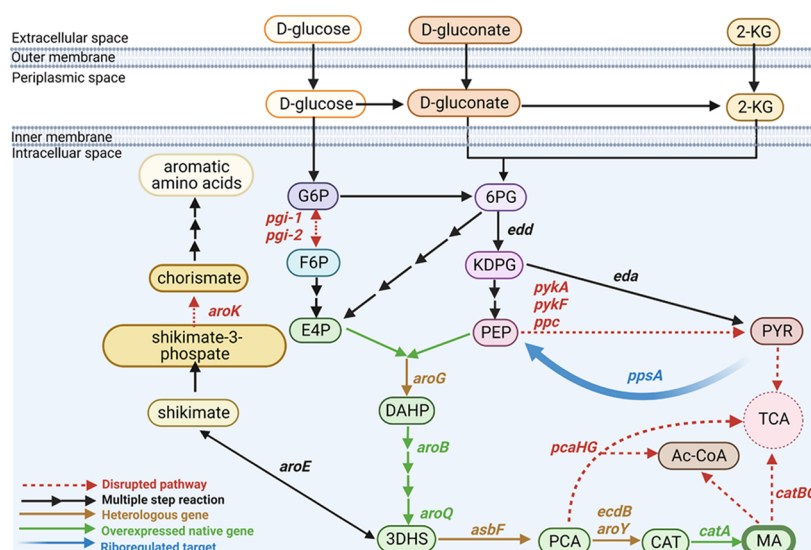 Extracellular space
Outer membrane
Periplasmic space
Inner membrane
Intracelluar space
D-glucose
D-gluconate
2-KG
D-glucose
D-gluconate
2-KG
aromatic
amino acids
G6P
6PG
pgi-1
pgi-2
edd
F6P
KDPG
eda
chorismate
aroK
pykA
pykF
ppc
shikimate-3-
phospate
E4P
PEP
PYR
aroG
ppsA
shikimate
DAHP
TCA
aroB
pcaHG
Ac-CoA
aroE
aroQ
catBC
Disrupted pathway
Multiple step reaction
Heterologous gene
Overexpressed native gene
Riboregulated target
3DHS
asbF
PCA
ecdB
aroY
CAT
catA
MA